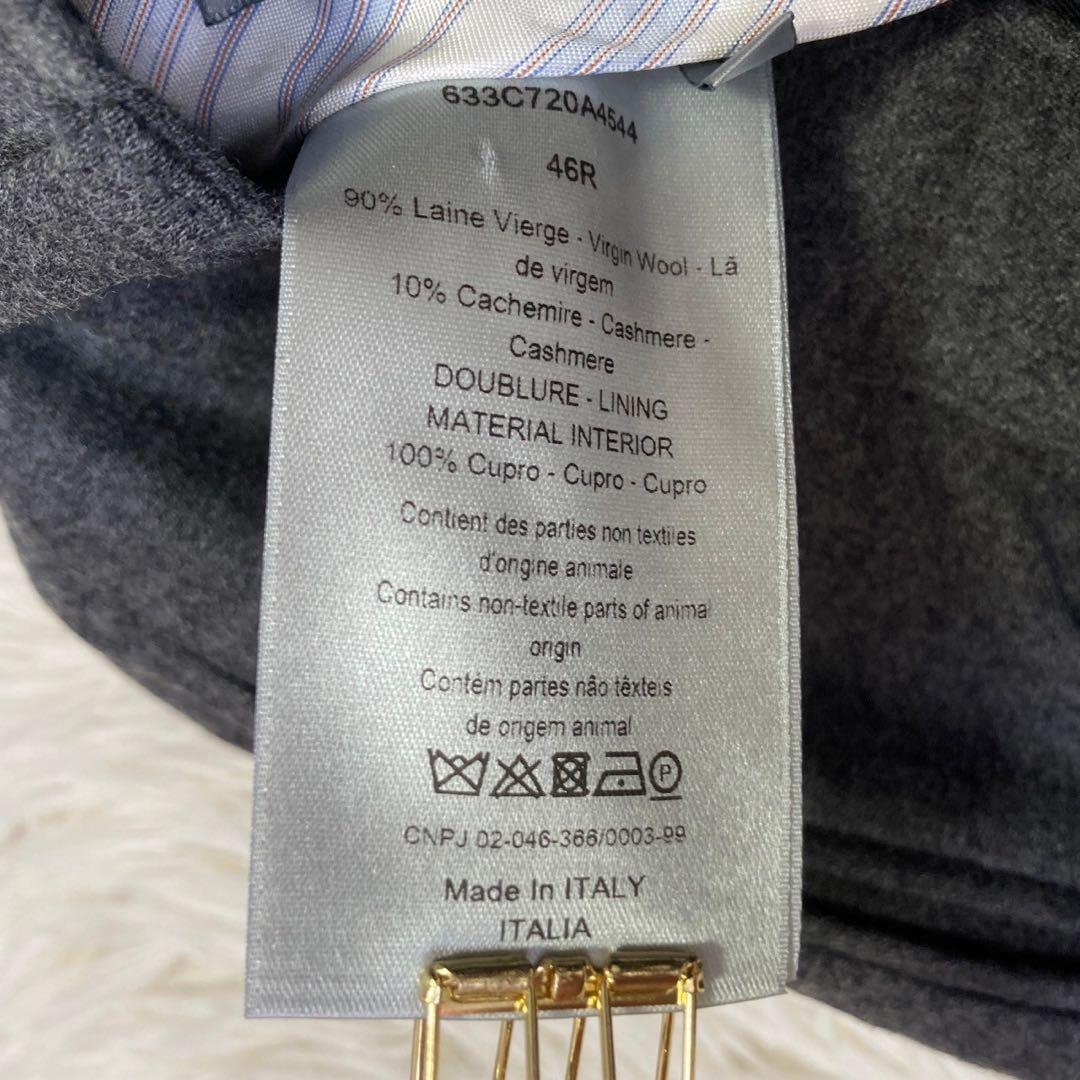 633C720A4544
46R
90% Laine Vierge - Virgin Wool - Lã
de virgem
10% Cachemire - Cashmere -
Cashmere
DOUBLURE - LINING
MATERIAL INTERIOR
100% Cupro - Cupro - Cupro
Contient des parties non textiles
d'origine animale
Contains non-textile parts of animal
origin
Contém partes não têxteis
de origem animal
P
CNPJ 02-046-366/0003-99
Made In ITALY
ITALIA